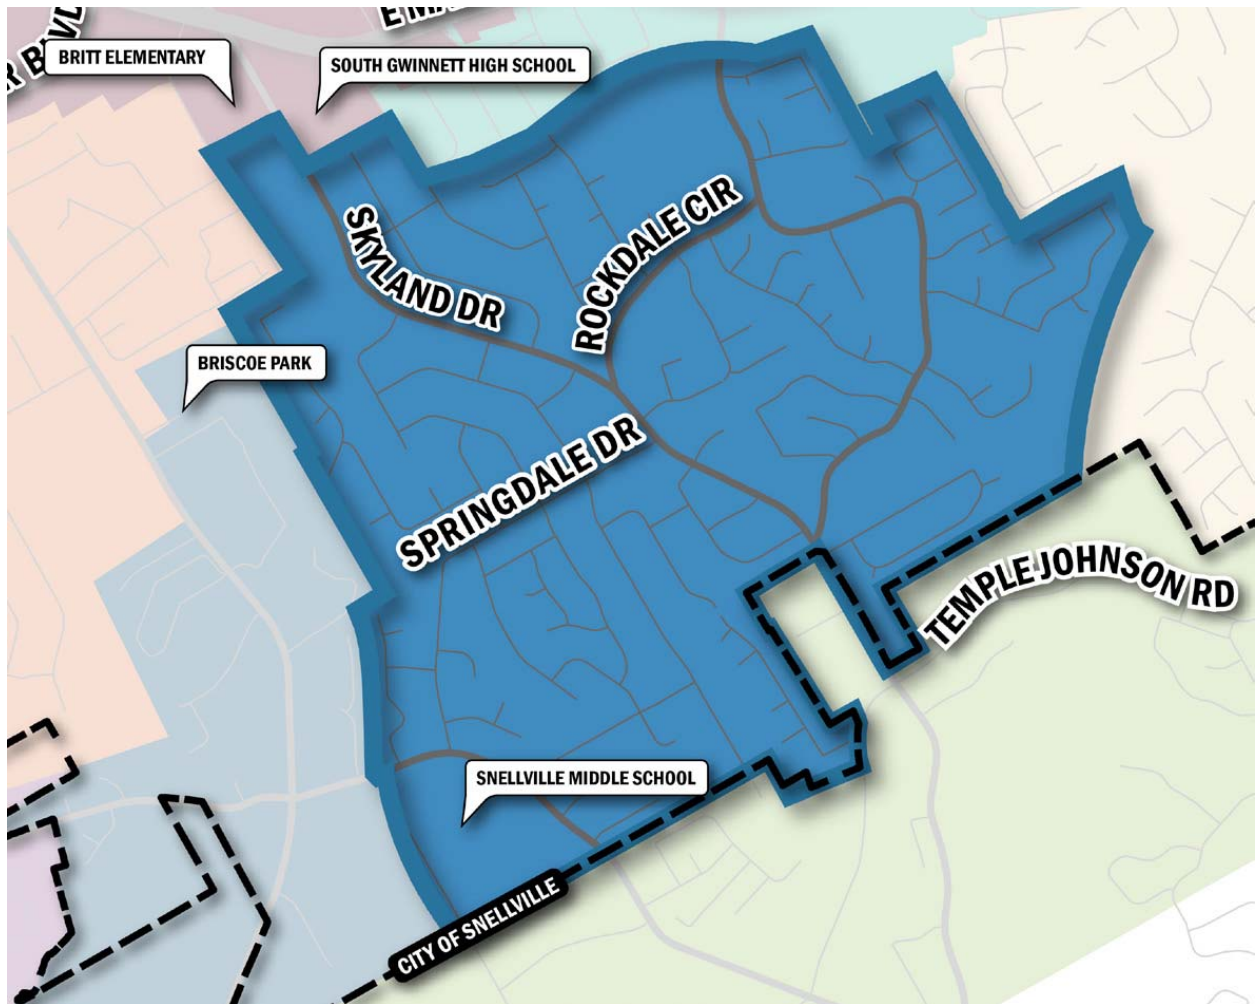 BRITT ELEMENTARY
SOUTH GWINNETT HIGH SCHOOL
SKYLAND DR
ROCKDALE CIR
BRISCOE PARK
SPRINGDALE DR
TEMPLE JOHNSON RD
SNELLVILLE MIDDLE SCHOOL
CITY OF SNELLVILLE